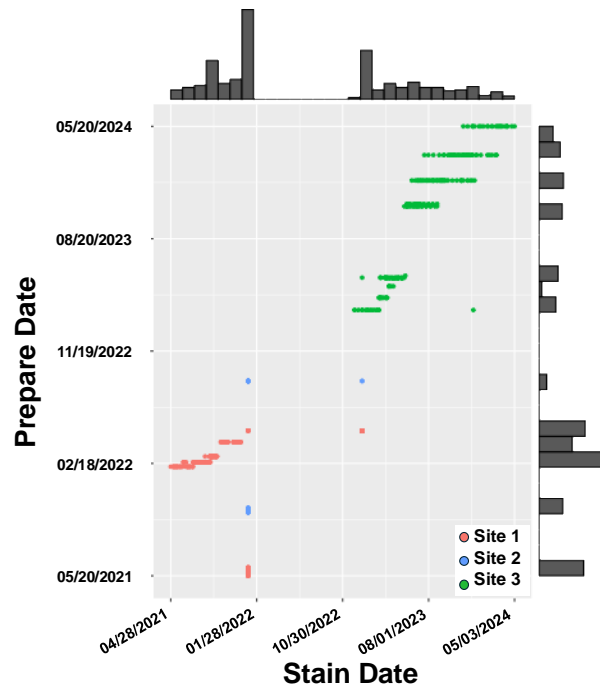 05/20/2024
08/20/2023
11/19/2022
02/18/2022
05/20/2021
Prepare Date
Site 1
Site 2
Site 3
04/28/2021
01/28/2022
10/30/2022
08/01/2023
05/03/2024
Stain Date